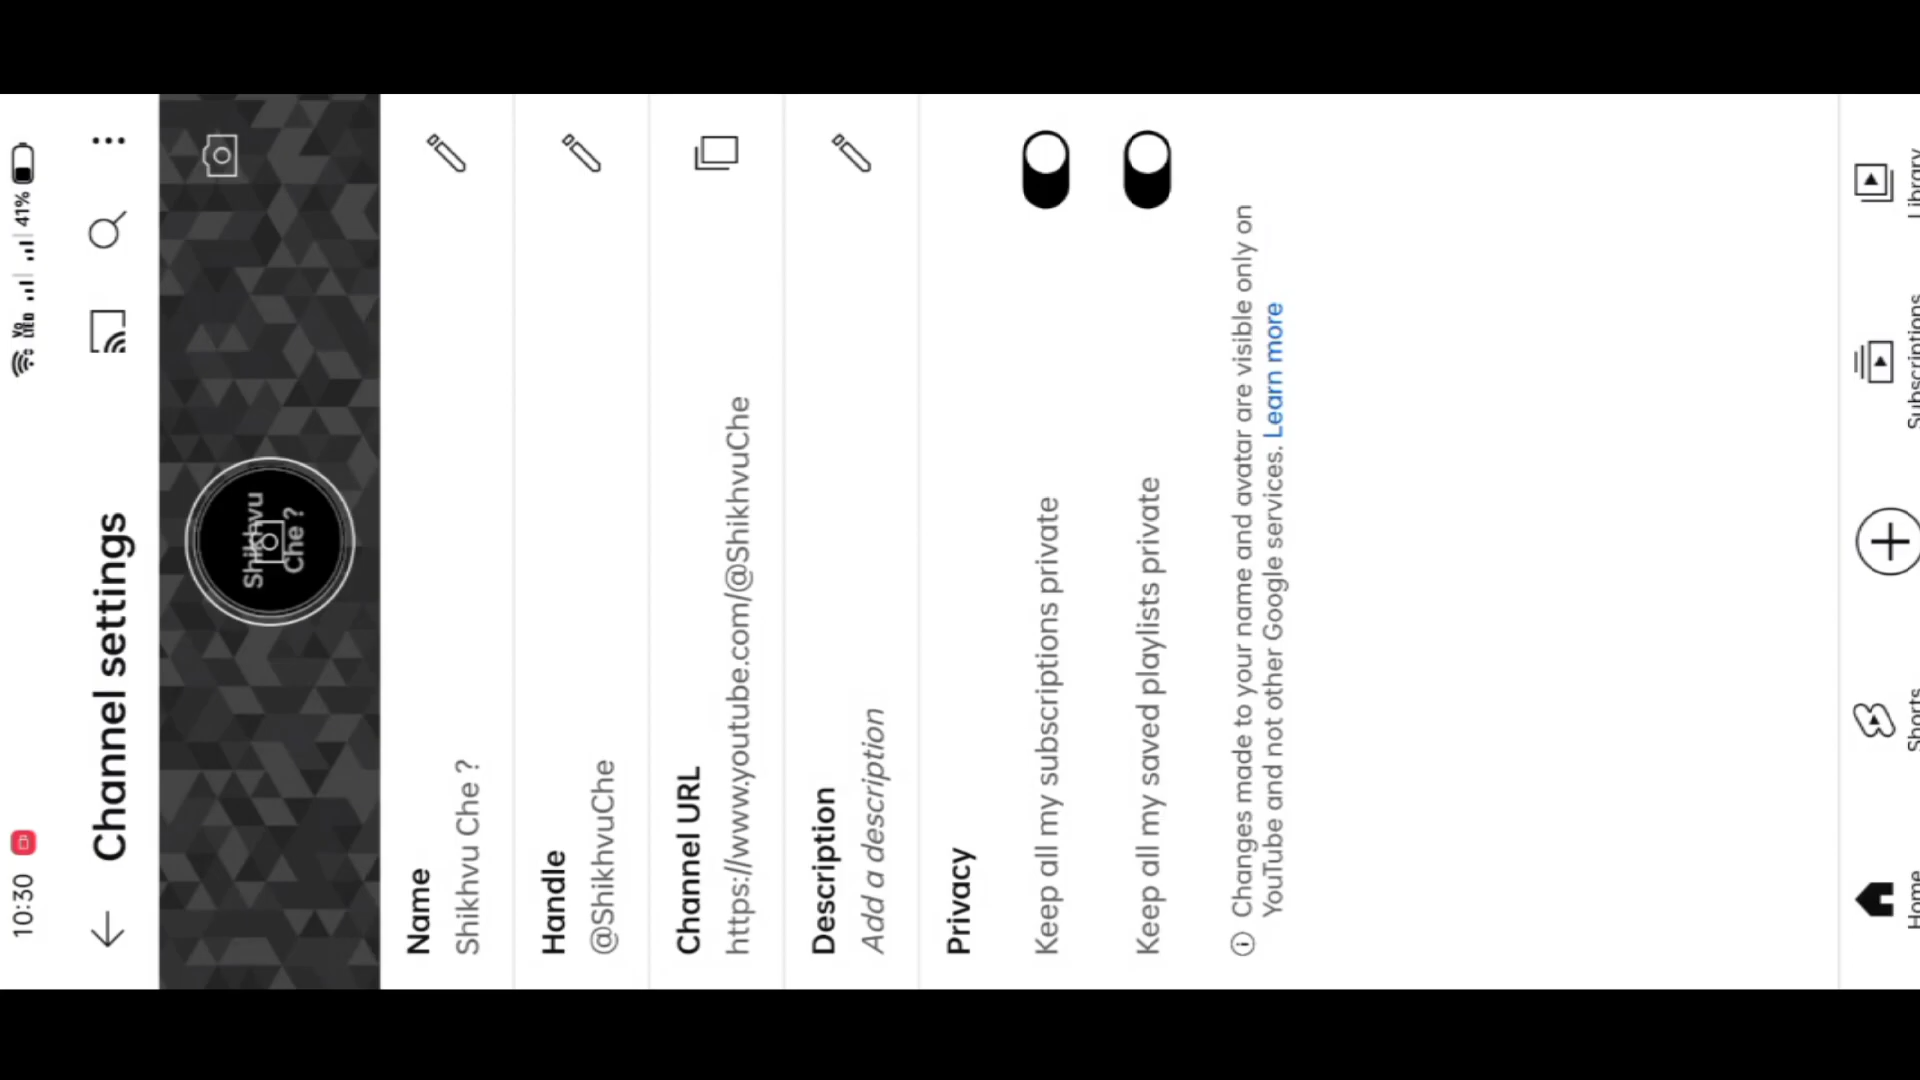 10:30
Vo
LTED
41%
Channel settings
Shikhvu
Che ?
Name
Shikhvu Che ?
Handle
@ShikhvuChe
Channel URL
https://www.youtube.com/@ShikhvuChe
Description
Add a description
Privacy
Keep all my subscriptions private
Keep all my saved playlists private
Changes made to your name and avatar are visible only on
YouTube and not other Google services. Learn more
Home
Shorts
Subscriptions
Library